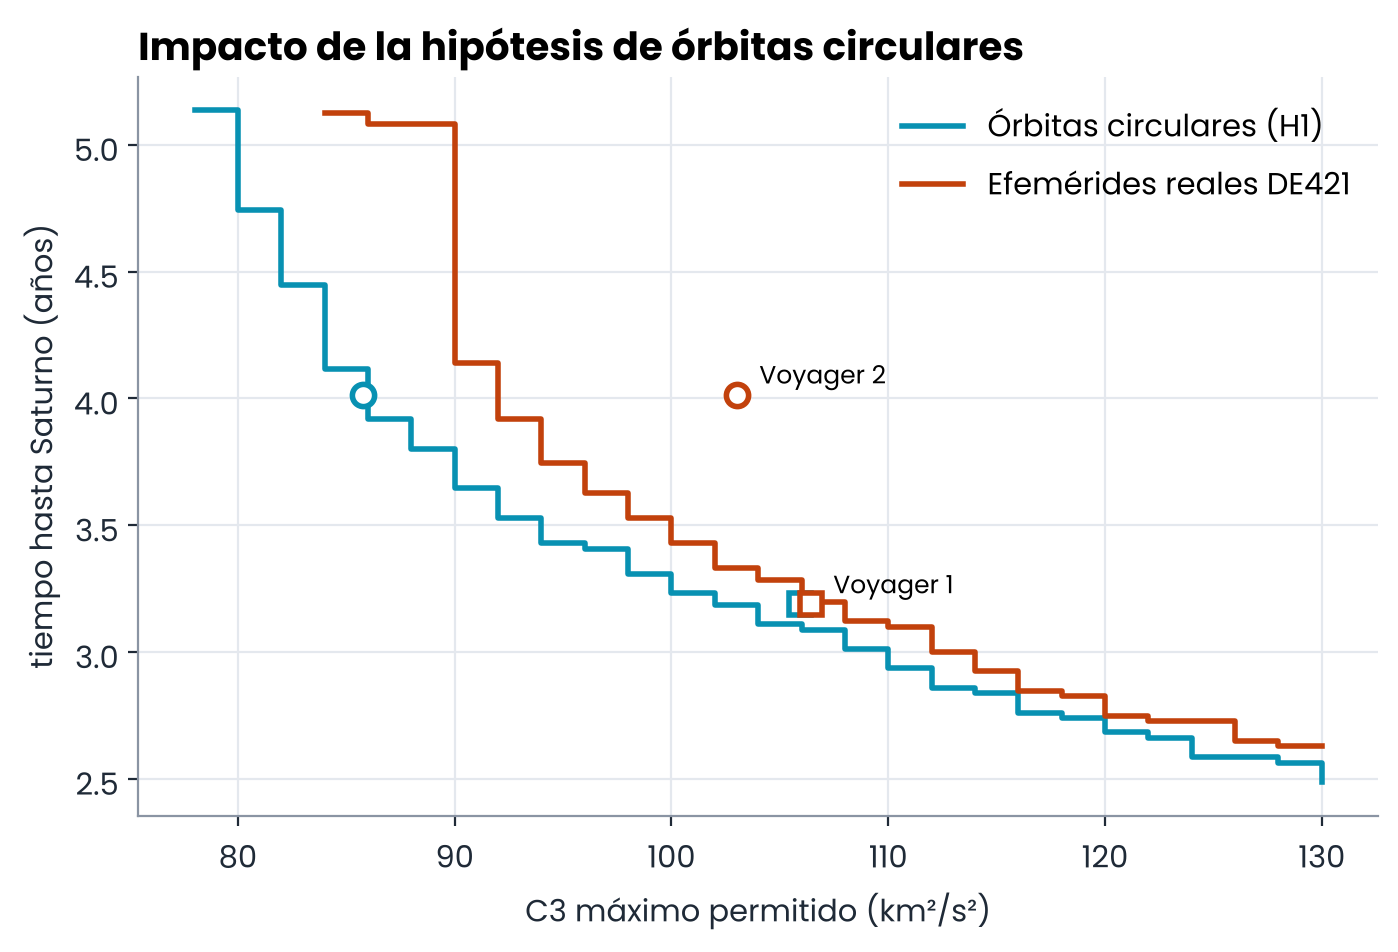 Impacto de la hipótesis de órbitas circulares
Órbitas circulares (H1)
Efemérides reales DE421
5.0
4.5
4.0
3.5
3.0
2.5
tiempo hasta Saturno (años)
Voyager 2
Voyager 1
80
90
100
110
120
130
C3 máximo permitido (km²/s²)